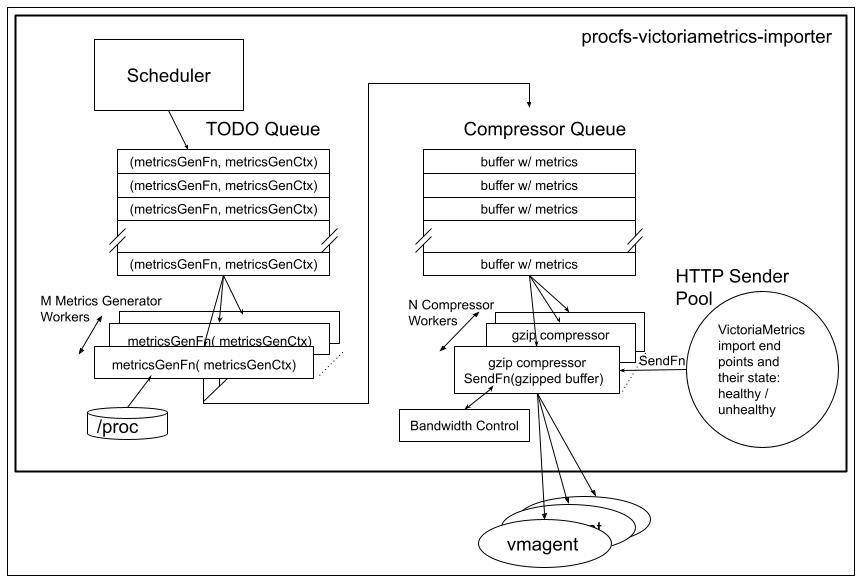 procfs-victoriametrics-importer
Scheduler
TODO Queue
(metricsGenFn, metricsGenCtx)
(metricsGenFn, metricsGenCtx)
(metricsGenFn, metricsGenCtx)
(metricsGenFn, metricsGenCtx)
M Metrics Generator
Workers
metricsGenFn( metricsGenCtx)
metricsGenFn( metricsGenCtx)
/proc
Compressor Queue
buffer w/ metrics
buffer w/ metrics
buffer w/ metrics
buffer w/ metrics
N Compressor
Workers
gzip compressor
gzip compressor
SendFn(gzipped buffer)
Bandwidth Control
SendFn
HTTP Sender
Pool
VictoriaMetrics
import end
points and
their state:
healthy /
unhealthy
vmagent